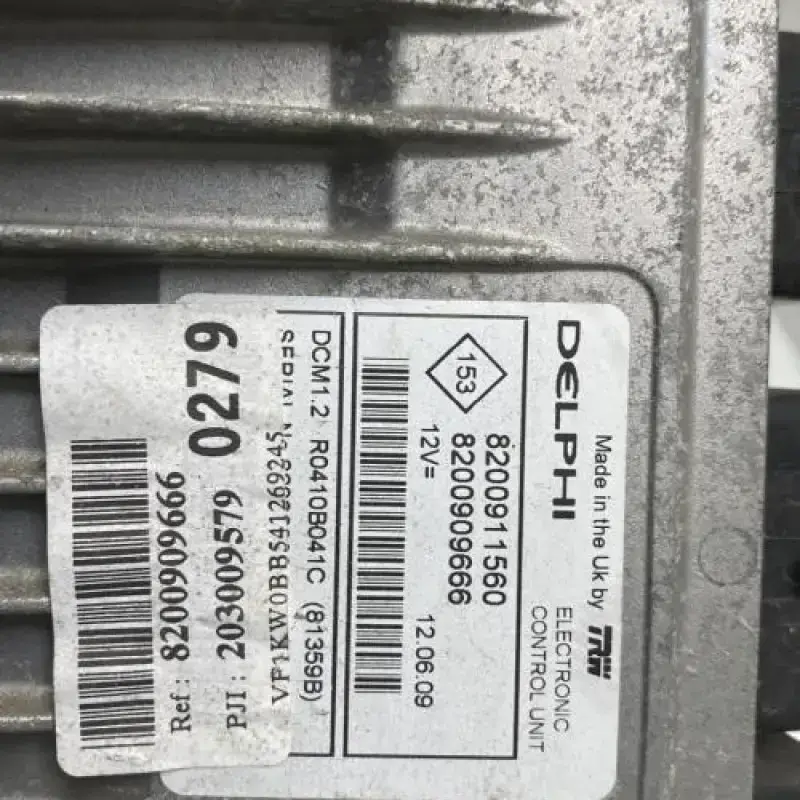 DELPHI
Made in the Uk by TRW
ELECTRONIC
CONTROL UNIT
153
8200911560
8200909666
12V=
12.06.09
DCM1.2 R0410B041C (81359B)
0279
PJI : 203009579
Ref : 8200909666